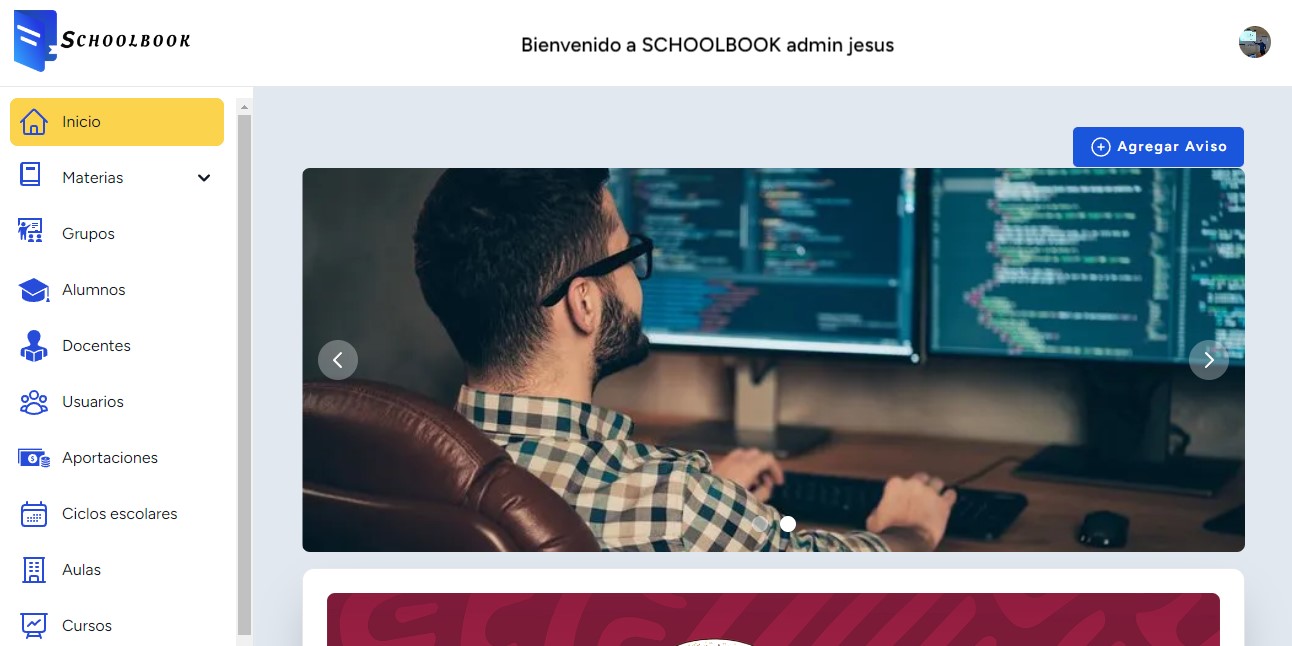 SCHOOLBOOK
Bienvenido a SCHOOLBOOK admin jesus
Inicio
Agregar Aviso
Materias
Grupos
Alumnos
Docentes
Usuarios
Aportaciones
Ciclos escolares
Aulas
Cursos